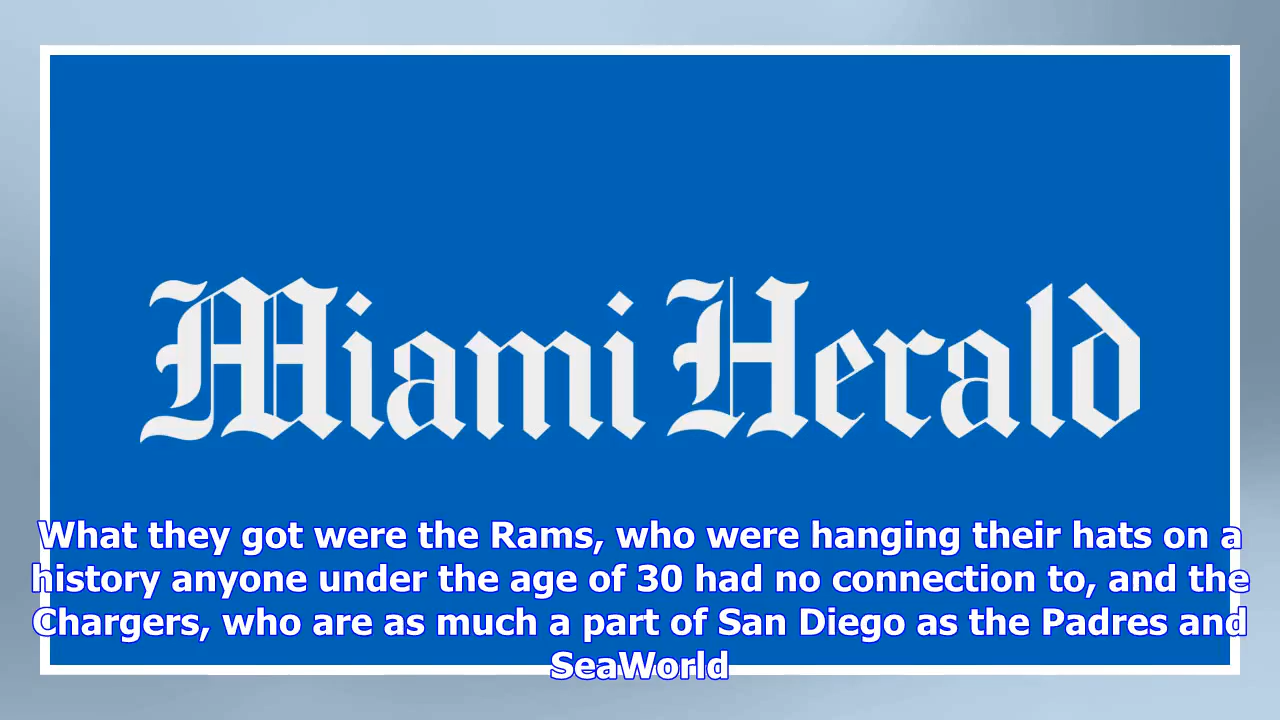 Miami Herald
What they got were the Rams, who were hanging their hats on a
history anyone under the age of 30 had no connection to, and the
Chargers, who are as much a part of San Diego as the Padres and
SeaWorld